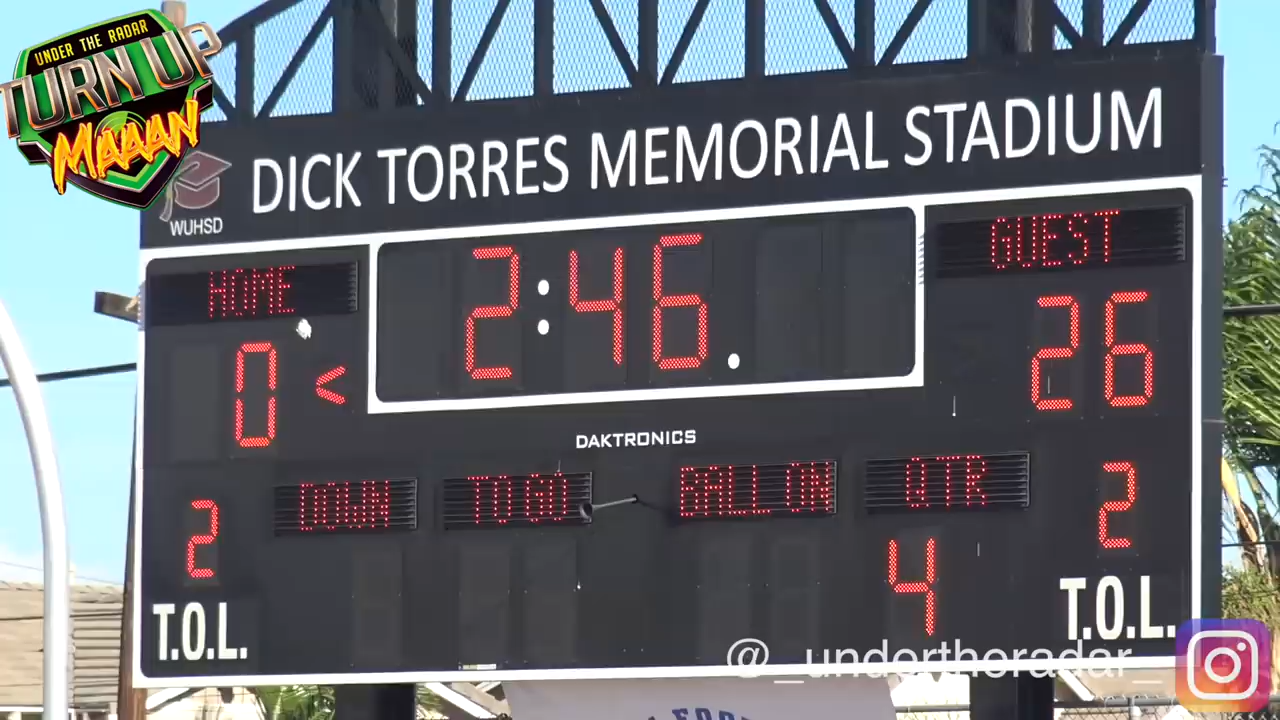 UNDER THE RADAR
TURN UP
MAAAN
WUHSD
DICK TORRES MEMORIAL STADIUM
HOME
2:46.
GUEST
0 <
26
DAKTRONICS
DOWN
TO GO
BALL ON
QTR
2
4
2
T.O.L.
T.O.L.
@_undertheradar_